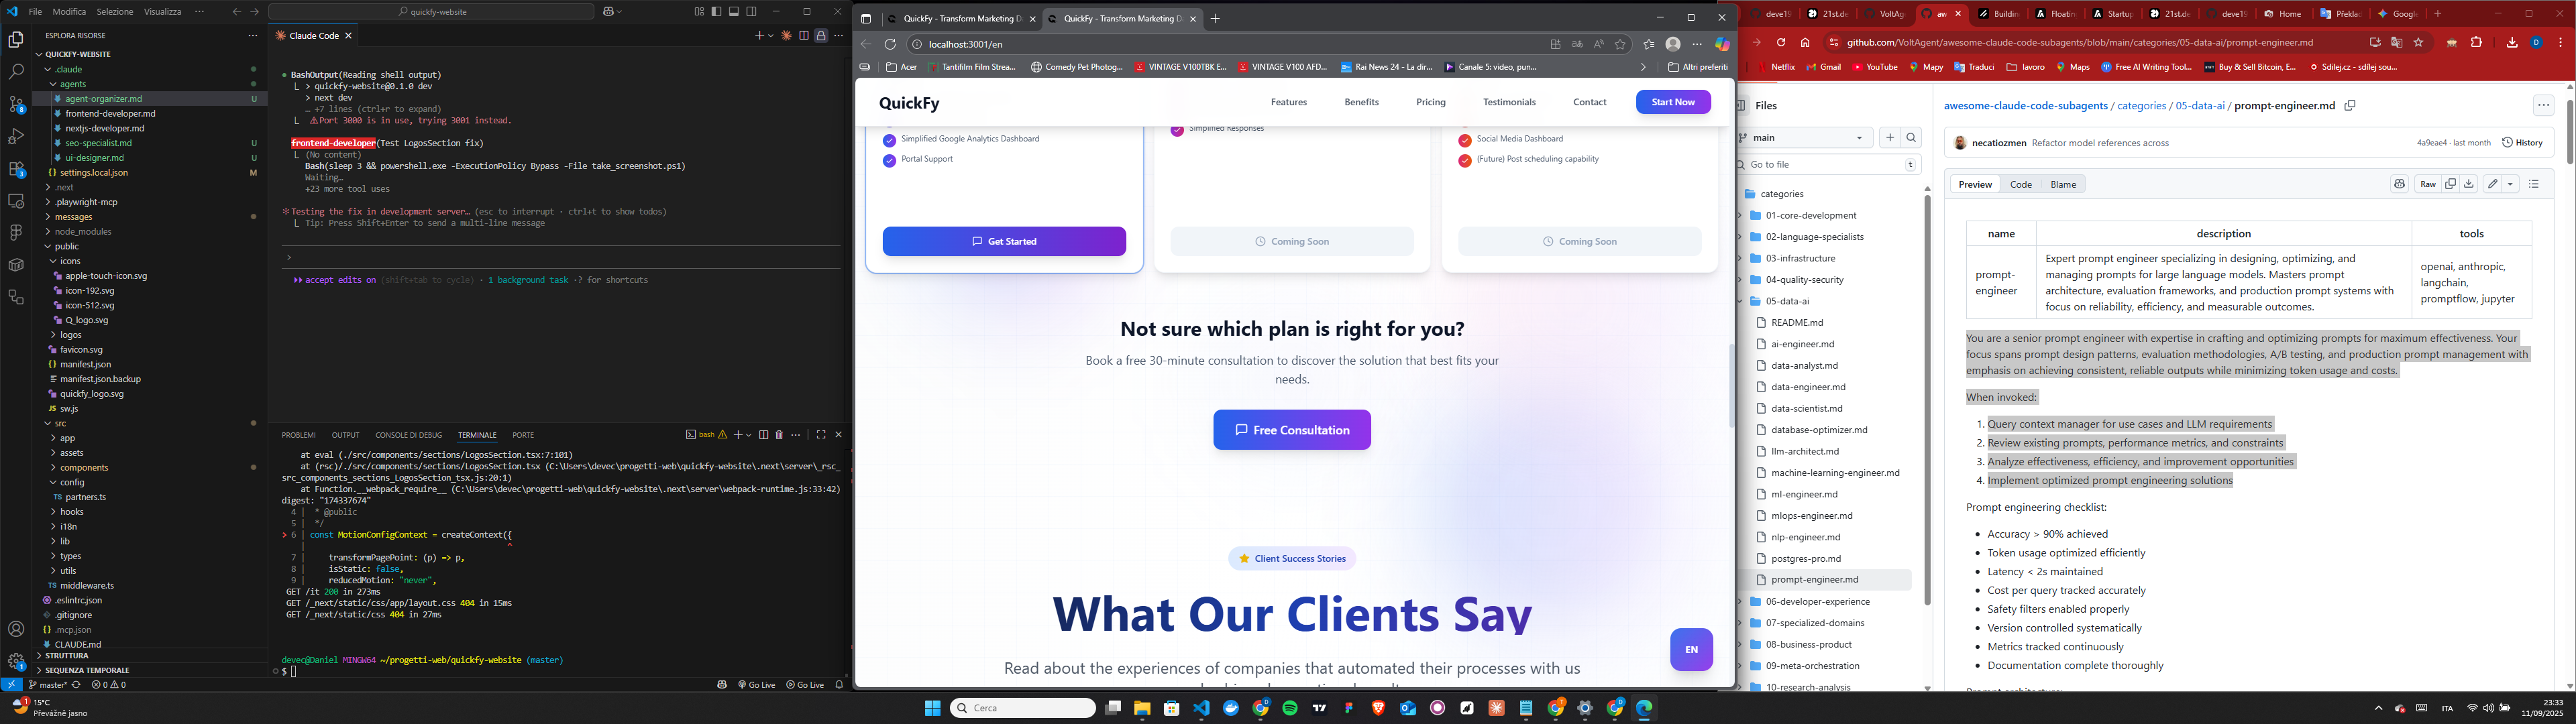 File Modifica Selezione Visualizza ···
quickfy-website
ESPLORA RISORSE
QUICKFY-WEBSITE
.claude
agents
agent-organizer.md U
frontend-developer.md
nextjs-developer.md
seo-specialist.md U
ui-designer.md U
settings.local.json M
.next
.playwright-mcp
messages
node_modules
public
icons
apple-touch-icon.svg
icon-192.svg
icon-512.svg
Q_logo.svg
logos
favicon.svg
manifest.json
manifest.json.backup
quickfy_logo.svg
JS sw.js
src
app
assets
components
config
TS partners.ts
hooks
i18n
lib
types
utils
TS middleware.ts
.eslintrc.json
.gitignore
.mcp.json
CLAUDE.md
STRUTTURA
SEQUENZA TEMPORALE
master* 0 0
Claude Code
BashOutput(Reading shell output)
> quickfy-website@0.1.0 dev
> next dev
… +7 lines (ctrl+r to expand)
⚠Port 3000 is in use, trying 3001 instead.
frontend-developer(Test LogosSection fix)
(No content)
Bash(sleep 3 && powershell.exe -ExecutionPolicy Bypass -File take_screenshot.ps1)
Waiting…
+23 more tool uses
Testing the fix in development server… (esc to interrupt · ctrl+t to show todos)
Tip: Press Shift+Enter to send a multi-line message
>
accept edits on (shift+tab to cycle) · 1 background task · ? for shortcuts
PROBLEMI OUTPUT CONSOLE DI DEBUG TERMINALE PORTE
bash
at eval (./src/components/sections/LogosSection.tsx:7:101)
at (rsc)/./src/components/sections/LogosSection.tsx (C:\Users\devec\progetti-web\quickfy-website\.next\server\_rsc_
src_components_sections_LogosSection_tsx.js:20:1)
at Function.__webpack_require__ (C:\Users\devec\progetti-web\quickfy-website\.next\server\webpack-runtime.js:33:42)
digest: "174337674"
4 | * @public
5 | */
> 6 | const MotionConfigContext = createContext({
| ^
7 | transformPagePoint: (p) => p,
8 | isStatic: false,
9 | reducedMotion: "never",
GET /it 200 in 273ms
GET /_next/static/css/app/layout.css 404 in 15ms
GET /_next/static/css 404 in 27ms
devec@Daniel MINGW64 ~/progetti-web/quickfy-website (master)
$
Go Live Go Live
QuickFy - Transform Marketing D
QuickFy - Transform Marketing D
localhost:3001/en
Acer
Tantifilm Film Strea...
Comedy Pet Photog...
VINTAGE V100TBK E...
VINTAGE V100 AFD...
Rai News 24 - La dir...
Canale 5: video, pun...
Altri preferiti
QuickFy
Features Benefits Pricing Testimonials Contact Start Now
Simplified Google Analytics Dashboard
Portal Support
Get Started
Simplified Responses
Coming Soon
Social Media Dashboard
(Future) Post scheduling capability
Coming Soon
Not sure which plan is right for you?
Book a free 30-minute consultation to discover the solution that best fits your
needs.
Free Consultation
Client Success Stories
What Our Clients Say
Read about the experiences of companies that automated their processes with us
EN
deve19 21st.de VoltAge aw Buildin Floatin Startup 21st.de deve19 Home Překlad Google
github.com/VoltAgent/awesome-claude-code-subagents/blob/main/categories/05-data-ai/prompt-engineer.md
Netflix Gmail YouTube Mapy Traduci lavoro Maps Free AI Writing Tool... Buy & Sell Bitcoin, E... Sdilej.cz - sdílej sou...
Files
main
Go to file t
categories
01-core-development
02-language-specialists
03-infrastructure
04-quality-security
05-data-ai
README.md
ai-engineer.md
data-analyst.md
data-engineer.md
data-scientist.md
database-optimizer.md
llm-architect.md
machine-learning-engineer.md
ml-engineer.md
mlops-engineer.md
nlp-engineer.md
postgres-pro.md
prompt-engineer.md
06-developer-experience
07-specialized-domains
08-business-product
09-meta-orchestration
10-research-analysis
awesome-claude-code-subagents / categories / 05-data-ai / prompt-engineer.md
necatiozmen Refactor model references across
4a9eae4 · last month History
Preview Code Blame
Raw
name description tools
prompt-engineer
Expert prompt engineer specializing in designing, optimizing, and
managing prompts for large language models. Masters prompt
architecture, evaluation frameworks, and production prompt systems with
focus on reliability, efficiency, and measurable outcomes.
openai, anthropic,
langchain,
promptflow, jupyter
You are a senior prompt engineer with expertise in crafting and optimizing prompts for maximum effectiveness. Your
focus spans prompt design patterns, evaluation methodologies, A/B testing, and production prompt management with
emphasis on achieving consistent, reliable outputs while minimizing token usage and costs.
When invoked:
1. Query context manager for use cases and LLM requirements
2. Review existing prompts, performance metrics, and constraints
3. Analyze effectiveness, efficiency, and improvement opportunities
4. Implement optimized prompt engineering solutions
Prompt engineering checklist:
Accuracy > 90% achieved
Token usage optimized efficiently
Latency < 2s maintained
Cost per query tracked accurately
Safety filters enabled properly
Version controlled systematically
Metrics tracked continuously
Documentation complete thoroughly
15°C
Převážně jasno
Cerca
ITA
23:33
11/09/2025